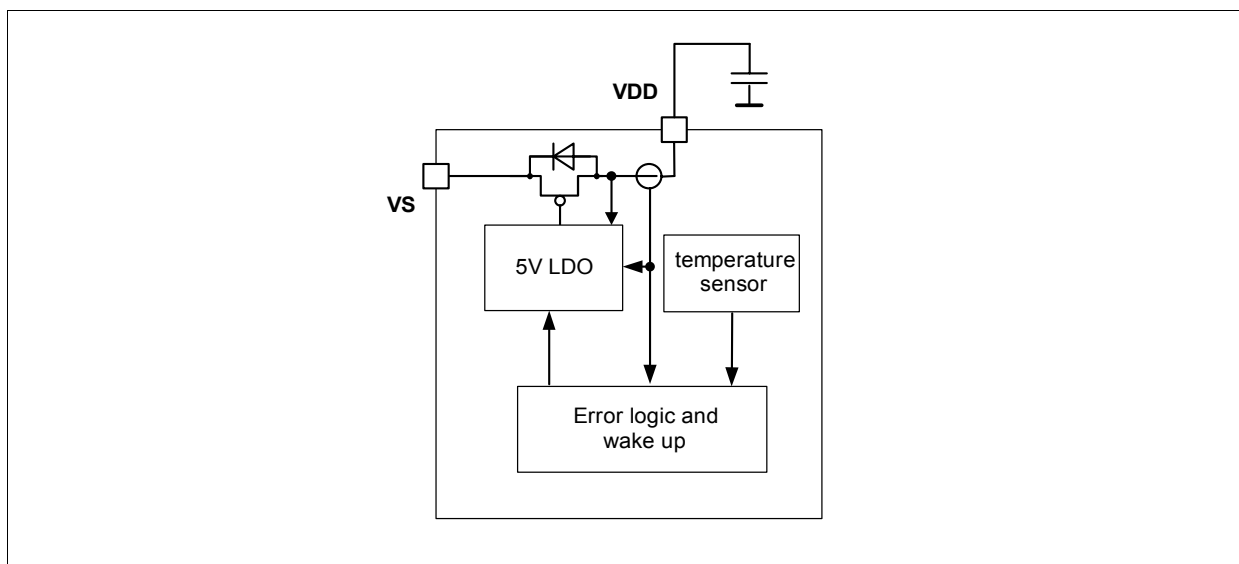 VDD
VS
5V LDO
temperature
sensor
Error logic and
wake up